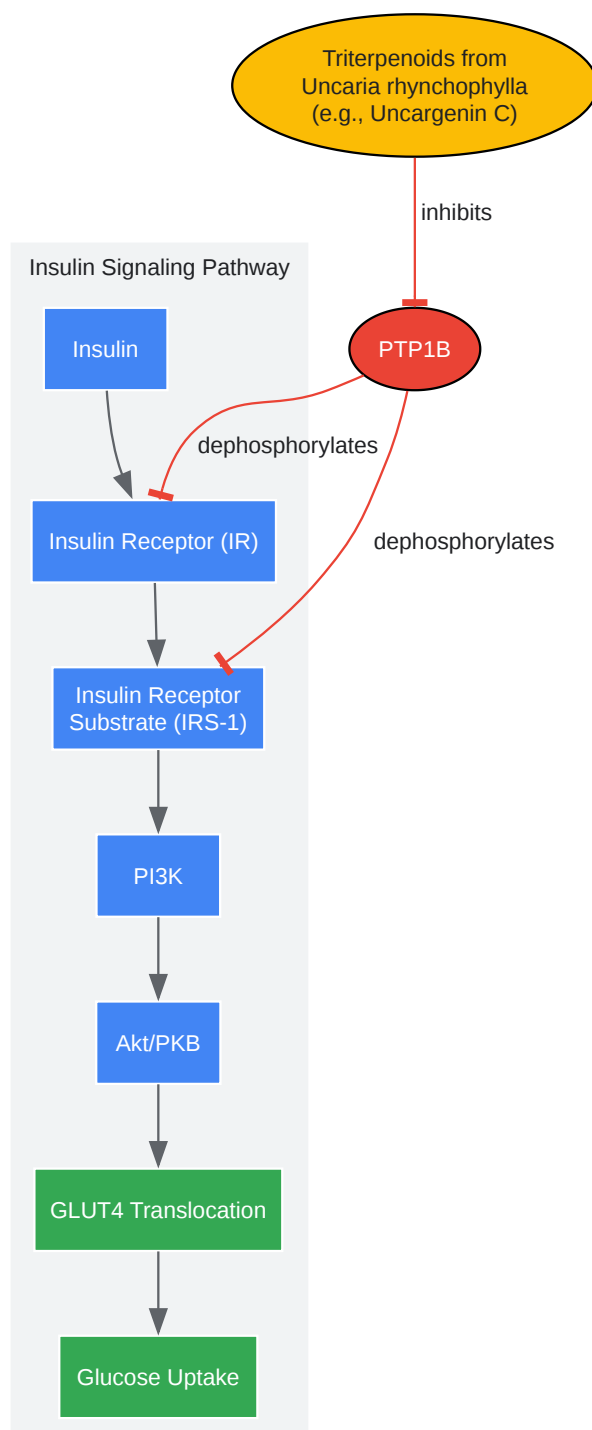 Triterpenoids from
Uncaria rhynchophylla
(e.g., Uncargenin C)
inhibits
Insulin Signaling Pathway
Insulin
PTP1B
dephosphorylates
Insulin Receptor (IR)
dephosphorylates
Insulin Receptor
Substrate (IRS-1)
PI3K
Akt/PKB
GLUT4 Translocation
Glucose Uptake